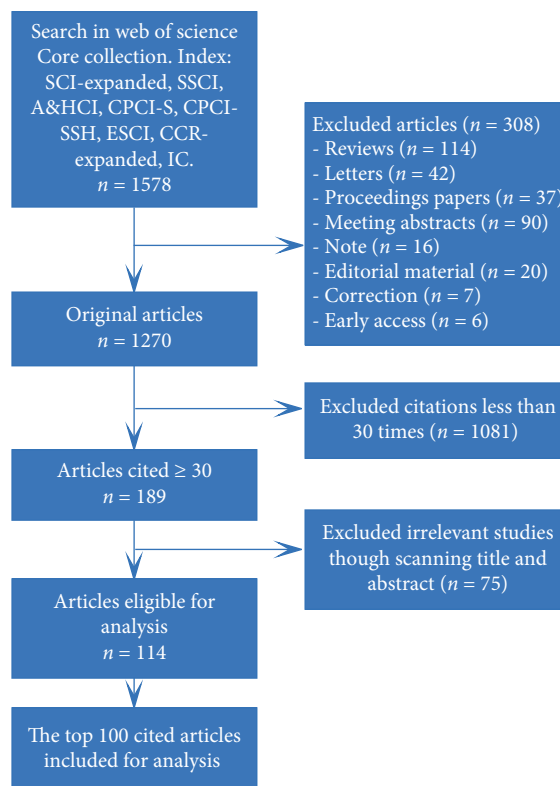 Search in web of science
Core collection. Index:
SCI-expanded, SSCI,
A&HCI, CPCI-S, CPCI-
SSH, ESCI, CCR-
expanded, IC.
n = 1578
Excluded articles (n = 308)
- Reviews (n = 114)
- Letters (n = 42)
- Proceedings papers (n = 37)
- Meeting abstracts (n = 90)
- Note (n = 16)
- Editorial material (n = 20)
- Correction (n = 7)
- Early access (n = 6)
Original articles
n = 1270
Excluded citations less than
30 times (n = 1081)
Articles cited ≥ 30
n = 189
Excluded irrelevant studies
though scanning title and
abstract (n = 75)
Articles eligible for
analysis
n = 114
The top 100 cited articles
included for analysis